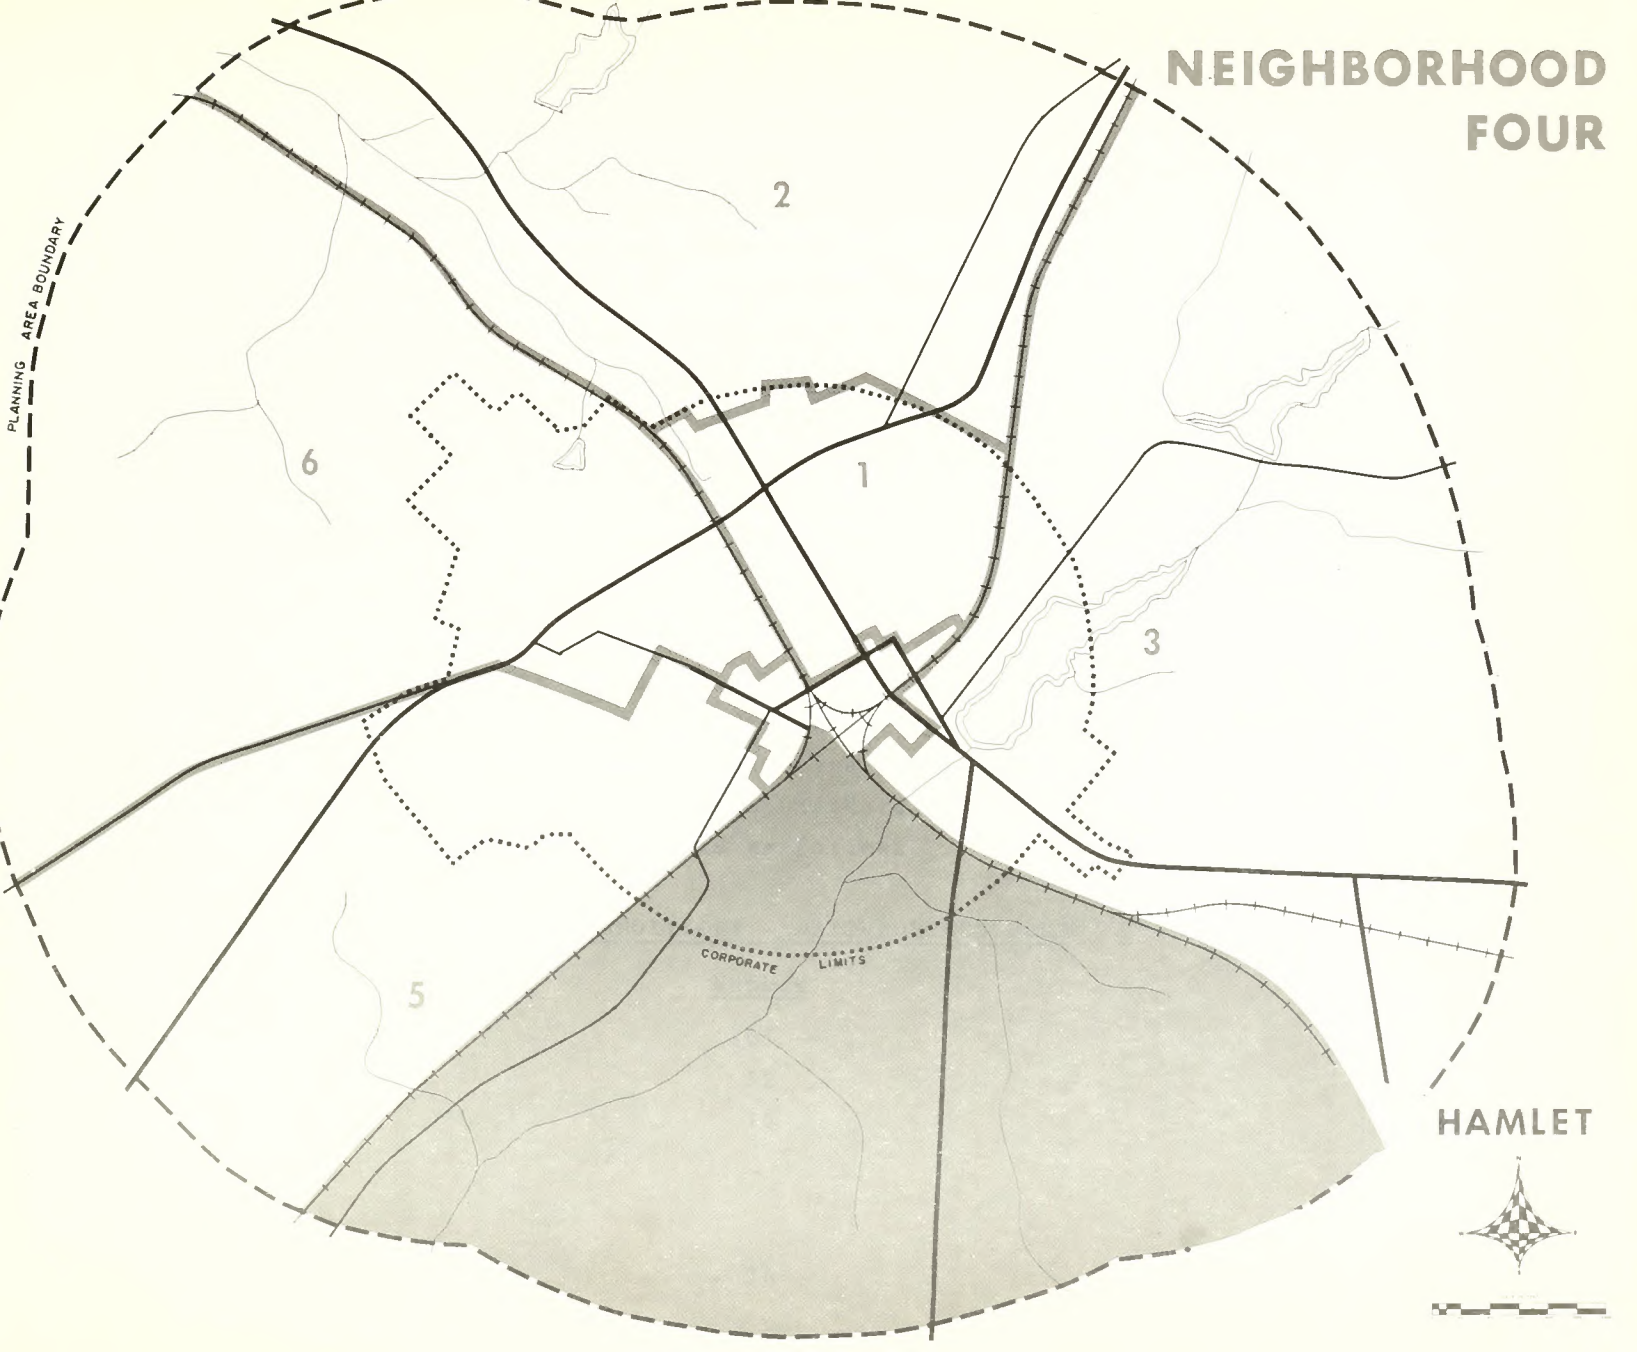 NEIGHBORHOOD
FOUR
2
PLANNING AREA BOUNDARY
6
1
3
CORPORATE LIMITS
5
HAMLET